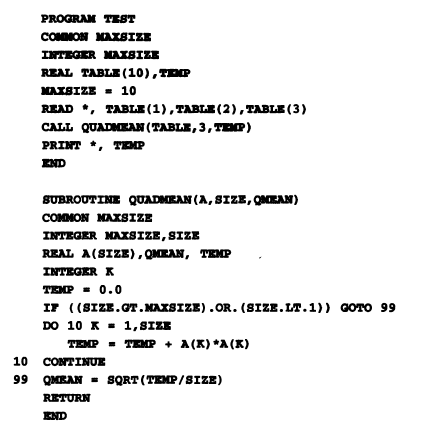 PROGRAM TEST
COMMON MAXSIZE
INTEGER MAXSIZE
REAL TABLE(10),TEMP
MAXSIZE = 10
READ *, TABLE(1),TABLE(2),TABLE(3)
CALL QUADMEAN(TABLE,3,TEMP)
PRINT *, TEMP
END

SUBROUTINE QUADMEAN(A,SIZE,QMEAN)
COMMON MAXSIZE
INTEGER MAXSIZE,SIZE
REAL A(SIZE),QMEAN, TEMP
INTEGER K
TEMP = 0.0
IF ((SIZE.GT.MAXSIZE).OR.(SIZE.LT.1)) GOTO 99
DO 10 K = 1,SIZE
TEMP = TEMP + A(K)*A(K)
10 CONTINUE
99 QMEAN = SQRT(TEMP/SIZE)
RETURN
END